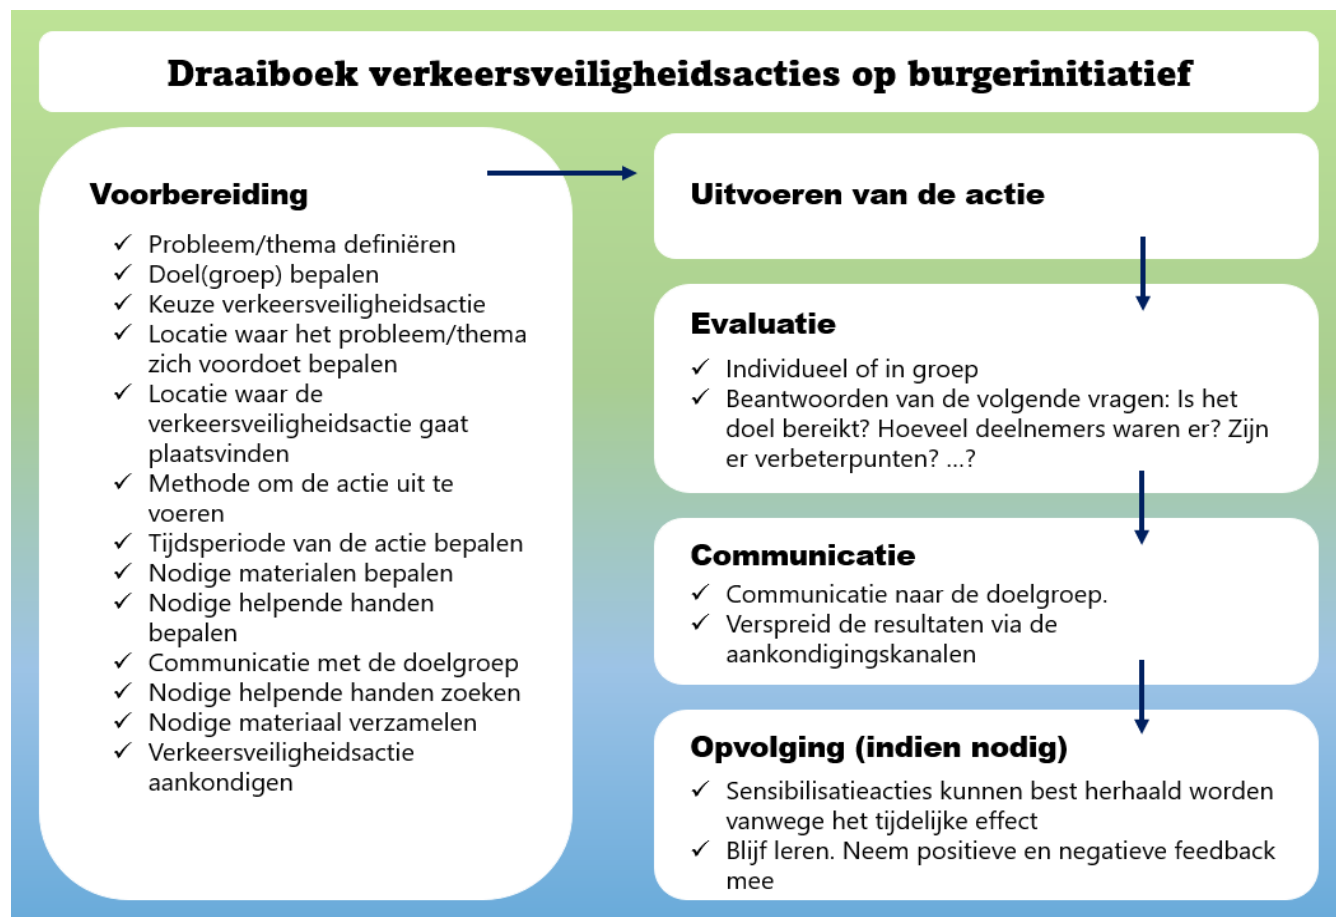 Draaiboek verkeersveiligheidsacties op burgerinitiatief
Voorbereiding
✓ Probleem/thema definiëren
✓ Doel(groep) bepalen
✓ Keuze verkeersveiligheidsactie
✓ Locatie waar het probleem/thema
zich voordoet bepalen
✓ Locatie waar de
verkeersveiligheidsactie gaat
plaatsvinden
✓ Methode om de actie uit te
voeren
✓ Tijdsperiode van de actie bepalen
✓ Nodige materialen bepalen
✓ Nodige helpende handen
bepalen
✓ Communicatie met de doelgroep
✓ Nodige helpende handen zoeken
✓ Nodige materiaal verzamelen
✓ Verkeersveiligheidsactie
aankondigen
Uitvoeren van de actie
Evaluatie
✓ Individueel of in groep
✓ Beantwoorden van de volgende vragen: Is het
doel bereikt? Hoeveel deelnemers waren er? Zijn
er verbeterpunten? ...?
Communicatie
✓ Communicatie naar de doelgroep.
✓ Verspreid de resultaten via de
aankondigingskanalen
Opvolging (indien nodig)
✓ Sensibilisatieacties kunnen best herhaald worden
vanwege het tijdelijke effect
✓ Blijf leren. Neem positieve en negatieve feedback
mee